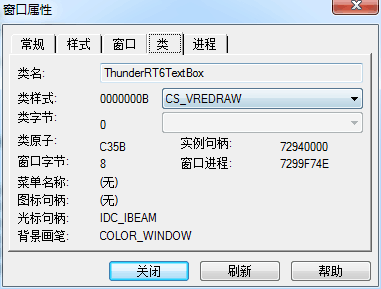 窗口属性
常规 样式 窗口 类 进程
类名: ThunderRT6TextBox
类样式: 0000000B CS_VREDRAW
类字节: 0
类原子: C35B 实例句柄: 72940000
窗口字节: 8 窗口进程: 7299F74E
菜单名称: (无)
图标句柄: (无)
光标句柄: IDC_IBEAM
背景画笔: COLOR_WINDOW
关闭 刷新 帮助